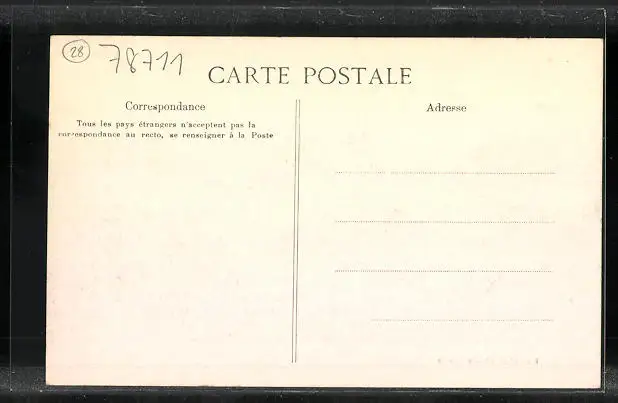 28
78711
CARTE POSTALE
Correspondance
Tous les pays étrangers n'acceptent pas la
correspondance au recto, se renseigner à la Poste
Adresse